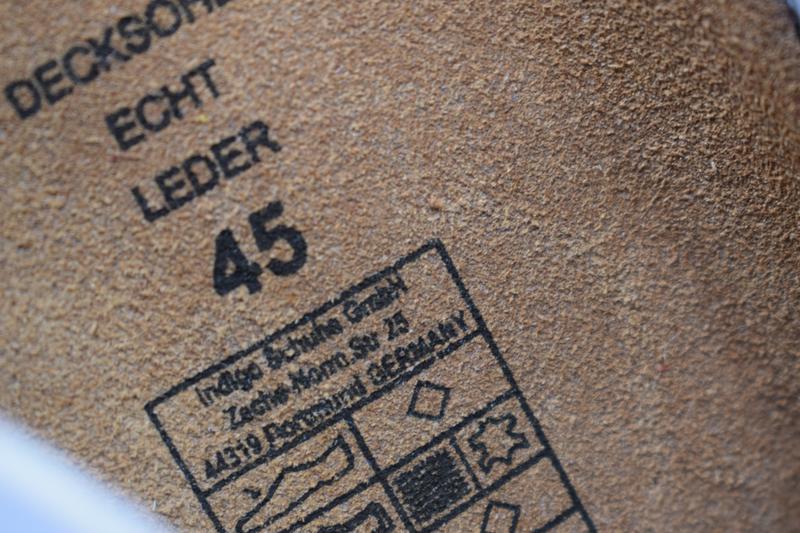 DECKSOHLE
ECHT
LEDER
45
Indigo Schuhe GmbH
Zeche-Norm.Str 25
44319 Dortmund GERMANY